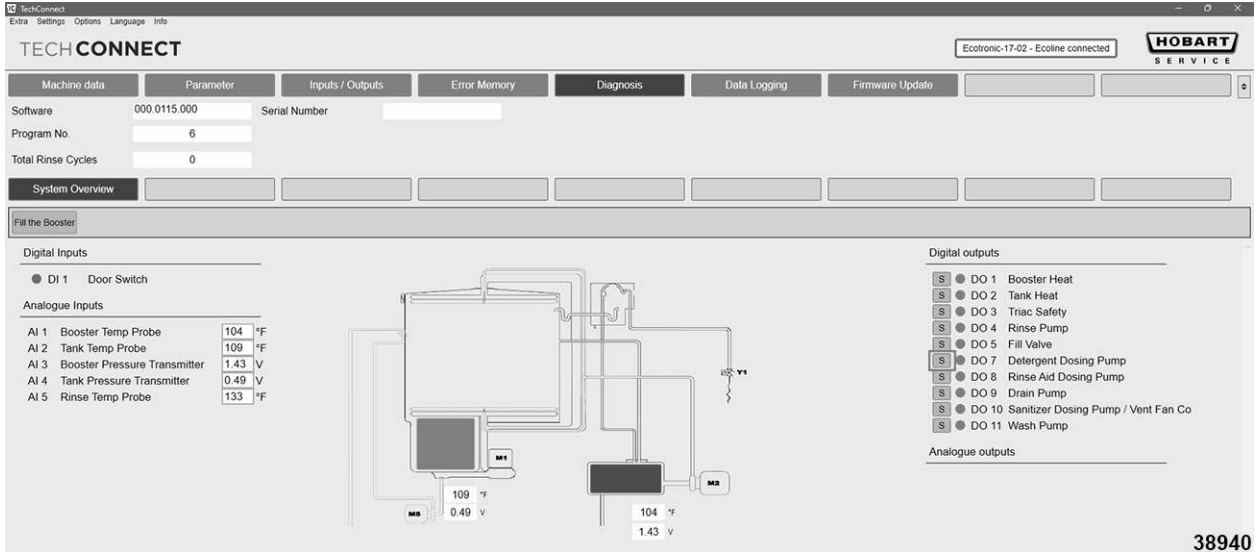 TechConnect
Extra Settings Options Language Info
TECH CONNECT
Ecotronic-17-02 - Ecoline connected
HOBART
SERVICE
Machine data Parameter Inputs / Outputs Error Memory Diagnosis Data Logging Firmware Update
Software 000.0115.000 Serial Number
Program No. 6
Total Rinse Cycles 0
System Overview
Fill the Booster
Digital Inputs
DI 1 Door Switch
Analogue Inputs
AI 1 Booster Temp Probe 104 °F
AI 2 Tank Temp Probe 109 °F
AI 3 Booster Pressure Transmitter 1.43 V
AI 4 Tank Pressure Transmitter 0.49 V
AI 5 Rinse Temp Probe 133 °F
Y1
M1
M2
M6
109 °F
0.49 V
104 °F
1.43 V
Digital outputs
S DO 1 Booster Heat
S DO 2 Tank Heat
S DO 3 Triac Safety
S DO 4 Rinse Pump
S DO 5 Fill Valve
S DO 7 Detergent Dosing Pump
S DO 8 Rinse Aid Dosing Pump
S DO 9 Drain Pump
S DO 10 Sanitizer Dosing Pump / Vent Fan Co
S DO 11 Wash Pump
Analogue outputs
38940